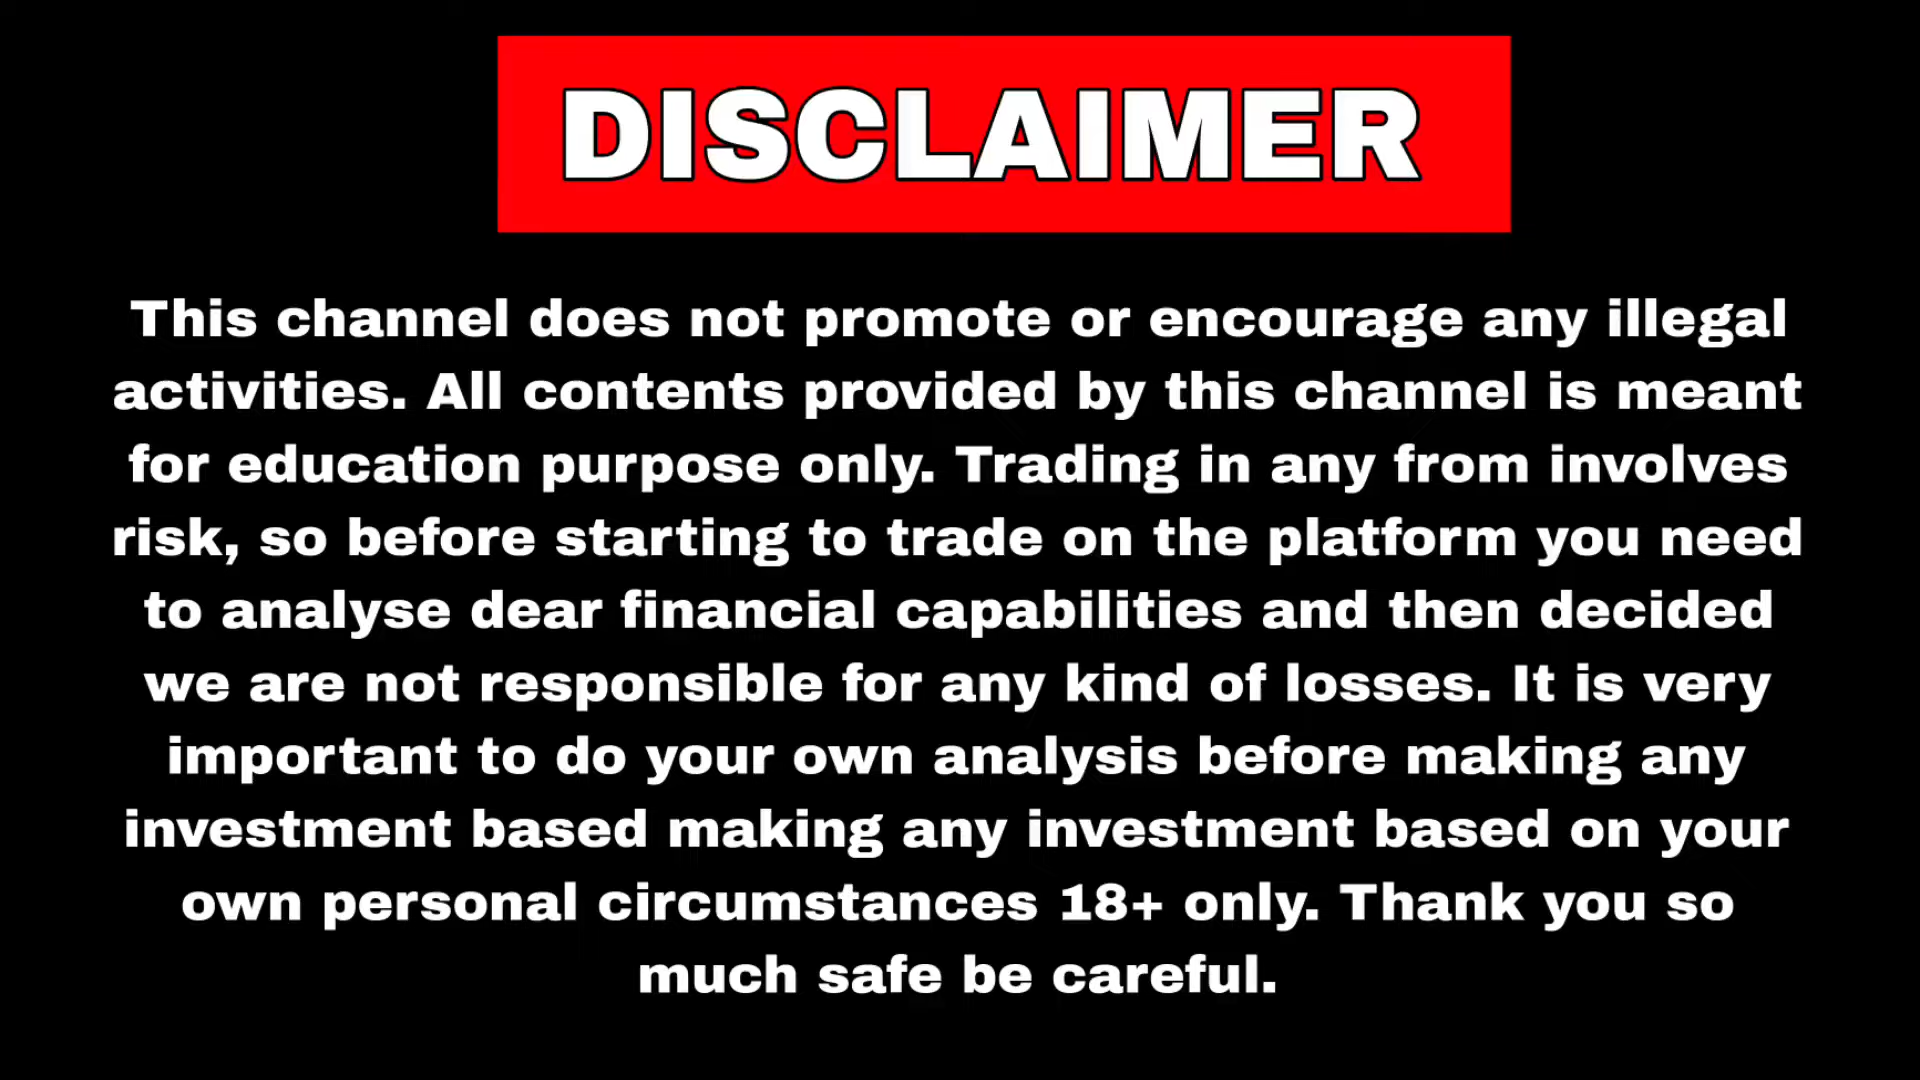 DISCLAIMER
This channel does not promote or encourage any illegal
activities. All contents provided by this channel is meant
for education purpose only. Trading in any from involves
risk, so before starting to trade on the platform you need
to analyse dear financial capabilities and then decided
we are not responsible for any kind of losses. It is very
important to do your own analysis before making any
investment based making any investment based on your
own personal circumstances 18+ only. Thank you so
much safe be careful.